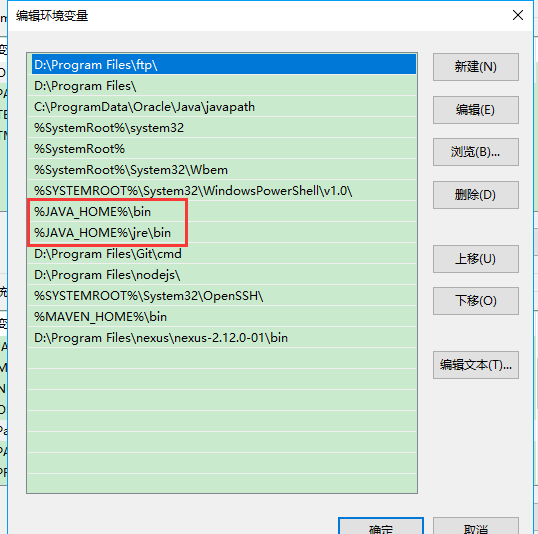 编辑环境变量
D:\Program Files\ftp\
D:\Program Files\
C:\ProgramData\Oracle\Java\javapath
%SystemRoot%\system32
%SystemRoot%
%SystemRoot%\System32\Wbem
%SYSTEMROOT%\System32\WindowsPowerShell\v1.0\
%JAVA_HOME%\bin
%JAVA_HOME%\jre\bin
D:\Program Files\Git\cmd
D:\Program Files\nodejs\
%SYSTEMROOT%\System32\OpenSSH\
%MAVEN_HOME%\bin
D:\Program Files\nexus\nexus-2.12.0-01\bin
新建(N)
编辑(E)
浏览(B)...
删除(D)
上移(U)
下移(O)
编辑文本(T)...
确定
取消